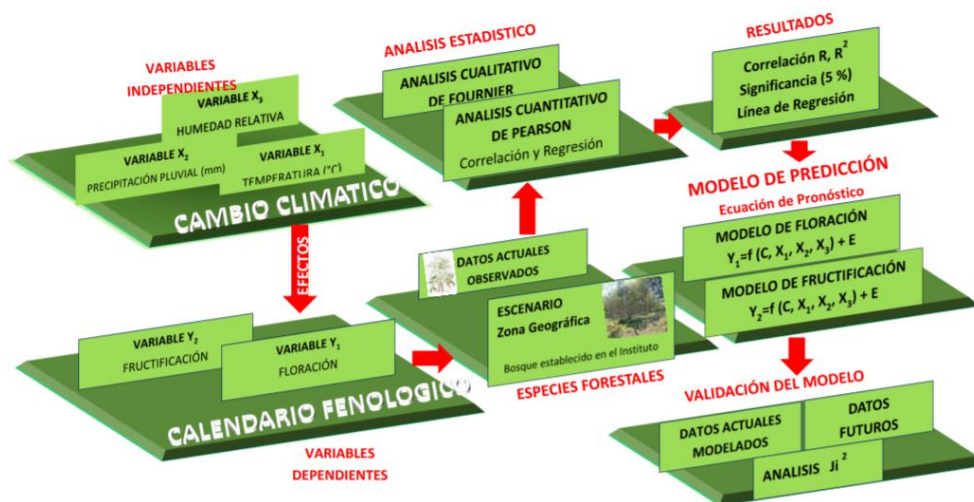 VARIABLES
INDEPENDIENTES
VARIABLE X3
HUMEDAD RELATIVA
VARIABLE X2
PRECIPITACIÓN PLUVIAL (mm)
VARIABLE X1
TEMPERATURA (°C)
CAMBIO CLIMATICO
EFECTOS
VARIABLE Y2
FRUCTIFICACIÓN
VARIABLE Y1
FLORACIÓN
CALENDARIO FENOLOGICO
VARIABLES
DEPENDIENTES
DATOS ACTUALES
OBSERVADOS
ESCENARIO
Zona Geográfica
Bosque establecido en el Instituto
ESPECIES FORESTALES
ANALISIS ESTADISTICO
ANALISIS CUALITATIVO
DE FOURNIER
ANALISIS CUANTITATIVO
DE PEARSON
Correlación y Regresión
RESULTADOS
Correlación R, R²
Significancia (5 %)
Línea de Regresión
MODELO DE PREDICCIÓN
Ecuación de Pronóstico
MODELO DE FLORACIÓN
Y1=f (C, X1, X2, X3) + E
MODELO DE FRUCTIFICACIÓN
Y2=f (C, X1, X2, X3) + E
VALIDACIÓN DEL MODELO
DATOS ACTUALES
MODELADOS
DATOS
FUTUROS
ANALISIS Ji²